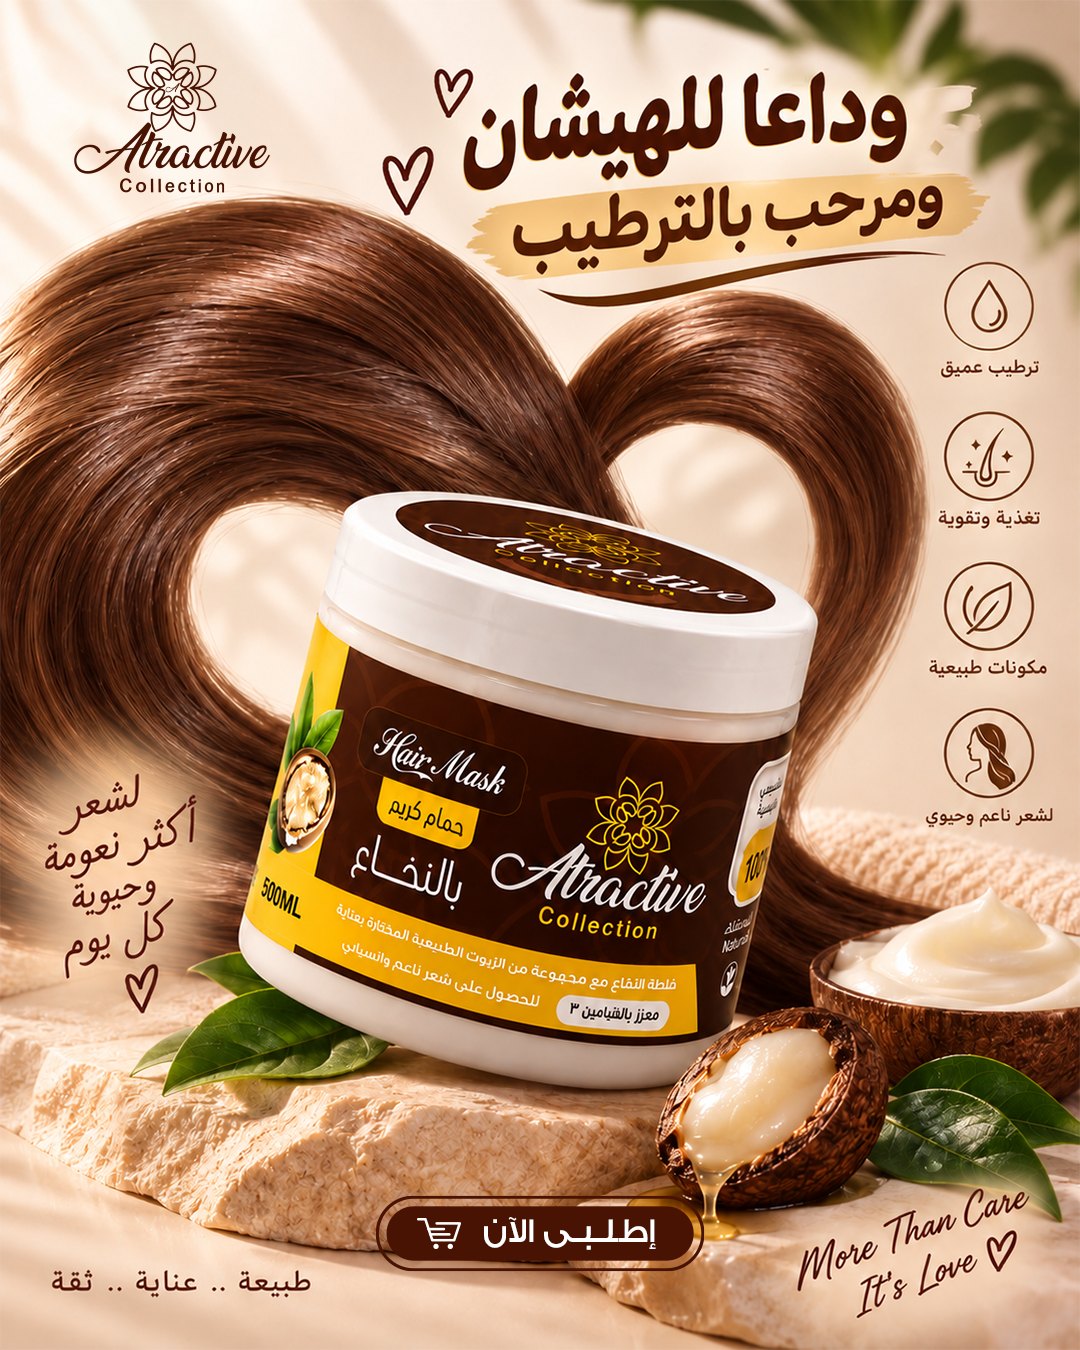 Atractive
Collection
وداعا للهيشان
ومرحب بالترطيب
ترطيب عميق
تغذية وتقوية
مكونات طبيعية
لشعر ناعم وحيوي
لشعر
أكثر نعومة
وحيوية
كل يوم
Atractive
Collection
Hair Mask
حمام كريم
بالنخاع
500ML
Atractive
Collection
خلطة النخاع مع مجموعة من الزيوت الطبيعية المختارة بعناية
للحصول على شعر ناعم وانسيابي
معزز بالفيتامين ٣
100%
Natural
إطلبى الآن
طبيعة .. عناية .. ثقة
More Than Care
It's Love